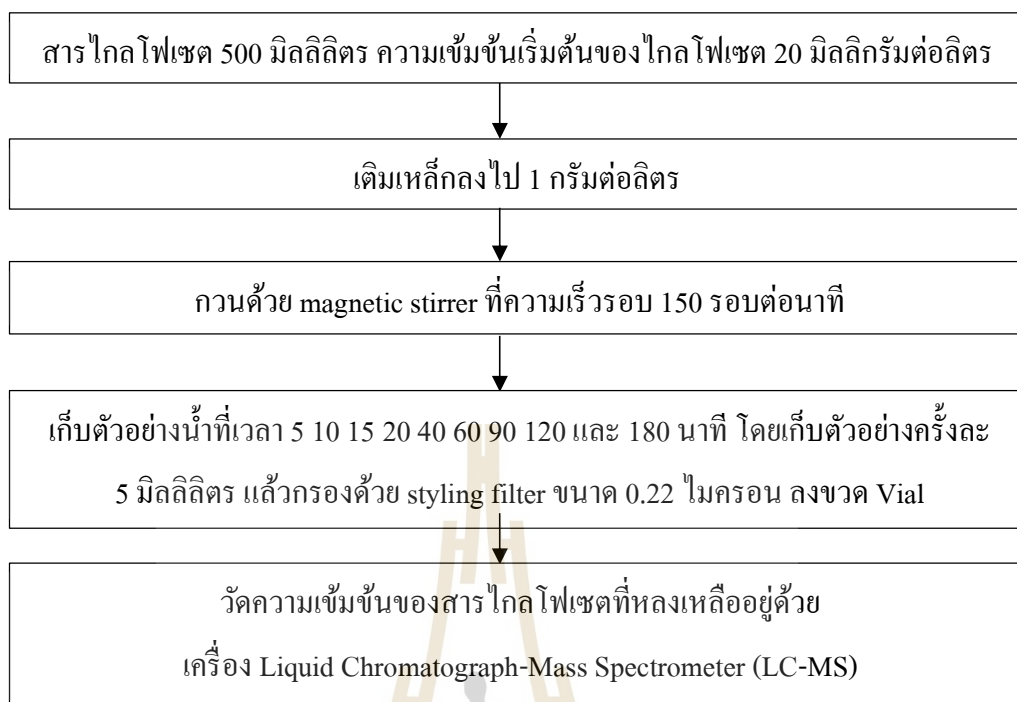 สารไกลโฟเซต 500 มิลลิลิตร ความเข้มข้นเริ่มต้นของไกลโฟเซต 20 มิลลิกรัมต่อลิตร
เติมเหล็กลงไป 1 กรัมต่อลิตร
กวนด้วย magnetic stirrer ที่ความเร็วรอบ 150 รอบต่อนาที
เก็บตัวอย่างน้ำที่เวลา 5 10 15 20 40 60 90 120 และ 180 นาที โดยเก็บตัวอย่างครั้งละ
5 มิลลิลิตร แล้วกรองด้วย styling filter ขนาด 0.22 ไมครอน ลงขวด Vial
วัดความเข้มข้นของสารไกลโฟเซตที่หลงเหลืออยู่ด้วย
เครื่อง Liquid Chromatograph-Mass Spectrometer (LC-MS)